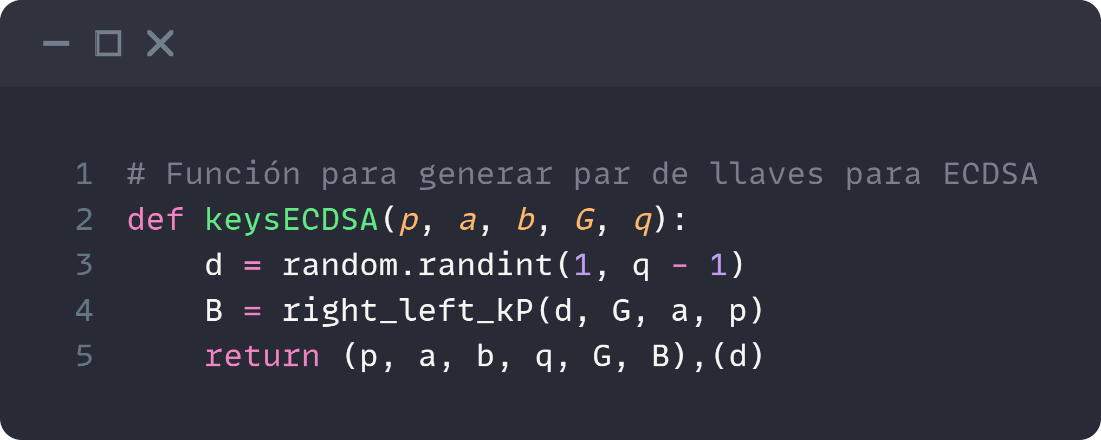 1 # Función para generar par de llaves para ECDSA
2 def keysECDSA(p, a, b, G, q):
3     d = random.randint(1, q - 1)
4     B = right_left_kP(d, G, a, p)
5     return (p, a, b, q, G, B),(d)